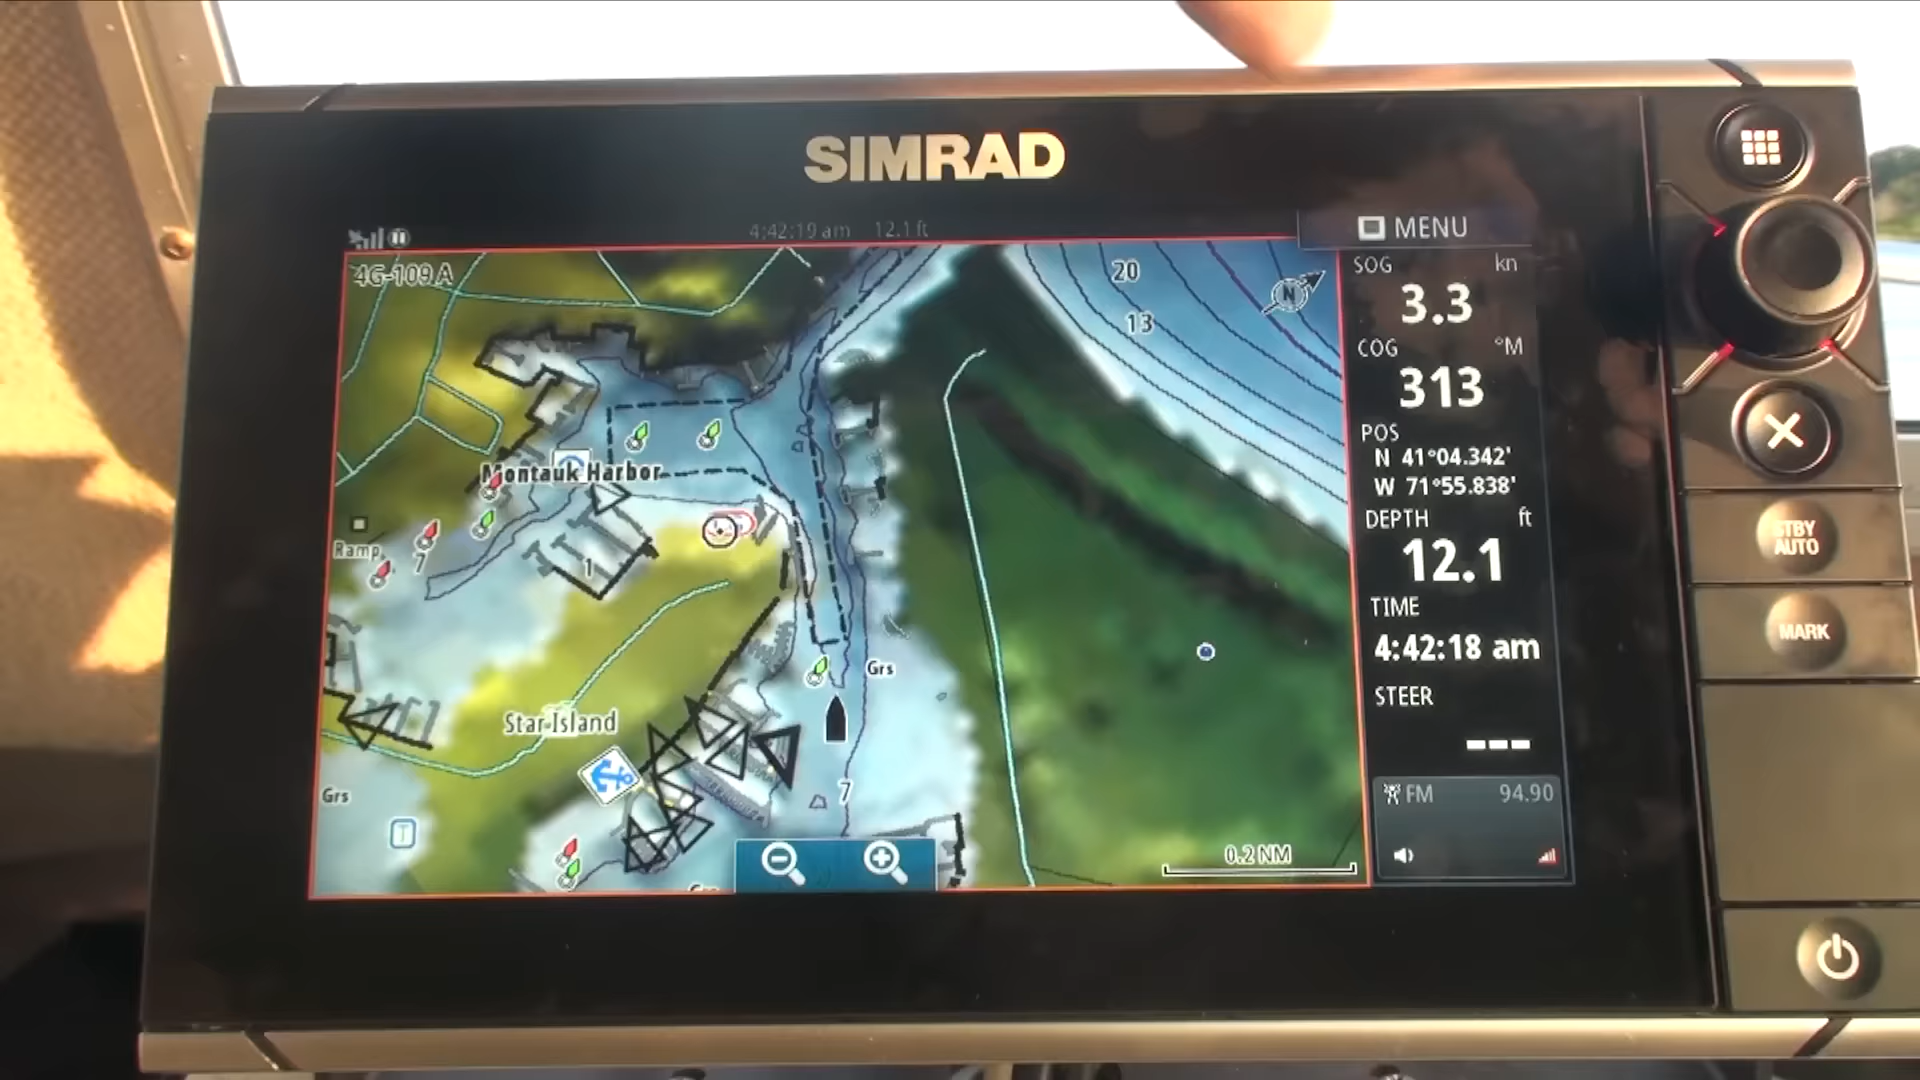 SIMRAD
4:42:19 am 12.1 ft
MENU
4G-109 A
20
13
N
Montauk Harbor
Ramp
7
1
Grs
Star Island
Grs
T
7
0.2 NM
SOG kn
3.3
COG °M
313
POS
N 41°04.342'
W 71°55.838'
DEPTH ft
12.1
TIME
4:42:18 am
STEER
---
FM 94.90
STBY
AUTO
MARK